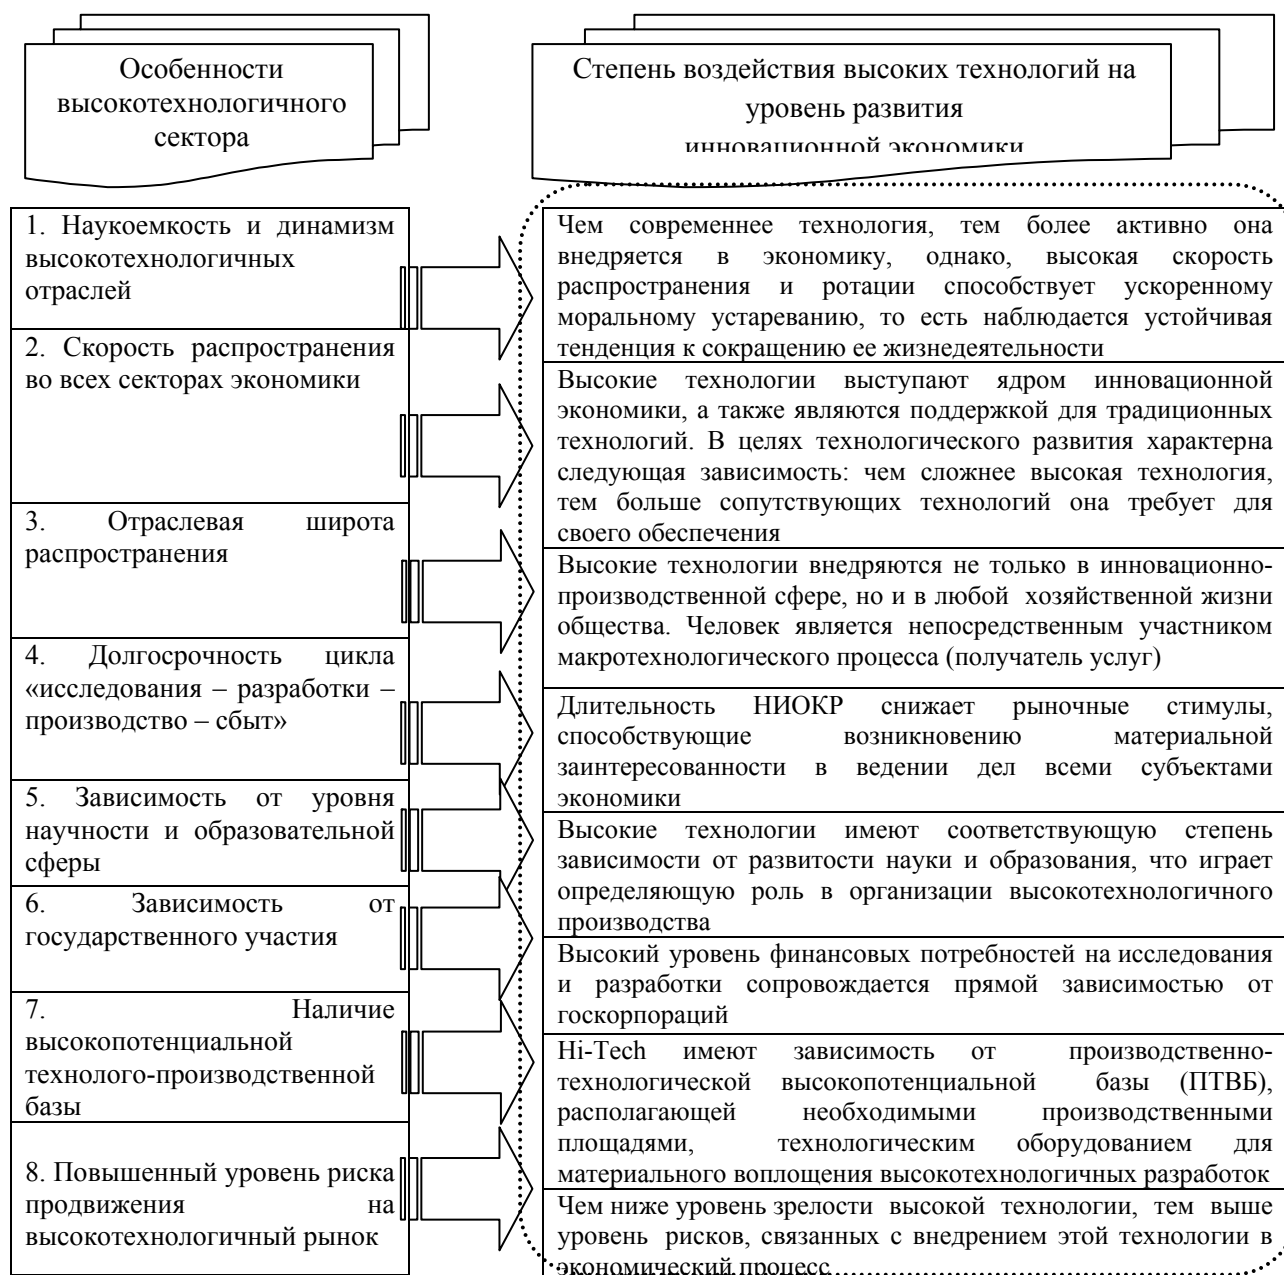 Особенности
высокотехнологичного
сектора
Степень воздействия высоких технологий на
уровень развития
инновационной экономики
1. Наукоемкость и динамизм
высокотехнологичных
отраслей
Чем современнее технология, тем более активно она
внедряется в экономику, однако, высокая скорость
распространения и ротации способствует ускоренному
моральному устареванию, то есть наблюдается устойчивая
тенденция к сокращению ее жизнедеятельности
2. Скорость распространения
во всех секторах экономики
Высокие технологии выступают ядром инновационной
экономики, а также являются поддержкой для традиционных
технологий. В целях технологического развития характерна
следующая зависимость: чем сложнее высокая технология,
тем больше сопутствующих технологий она требует для
своего обеспечения
3. Отраслевая широта
распространения
Высокие технологии внедряются не только в инновационно-
производственной сфере, но и в любой хозяйственной жизни
общества. Человек является непосредственным участником
макротехнологического процесса (получатель услуг)
4. Долгосрочность цикла
«исследования – разработки –
производство – сбыт»
Длительность НИОКР снижает рыночные стимулы,
способствующие возникновению материальной
заинтересованности в ведении дел всеми субъектами
экономики
5. Зависимость от уровня
научности и образовательной
сферы
Высокие технологии имеют соответствующую степень
зависимости от развитости науки и образования, что играет
определяющую роль в организации высокотехнологичного
производства
6. Зависимость от
государственного участия
Высокий уровень финансовых потребностей на исследования
и разработки сопровождается прямой зависимостью от
госкорпораций
7. Наличие
высокопотенциальной
технолого-производственной
базы
Hi-Tech имеют зависимость от производственно-
технологической высокопотенциальной базы (ПТВБ),
располагающей необходимыми производственными
площадями, технологическим оборудованием для
материального воплощения высокотехнологичных разработок
8. Повышенный уровень риска
продвижения на
высокотехнологичный рынок
Чем ниже уровень зрелости высокой технологии, тем выше
уровень рисков, связанных с внедрением этой технологии в
экономический процесс